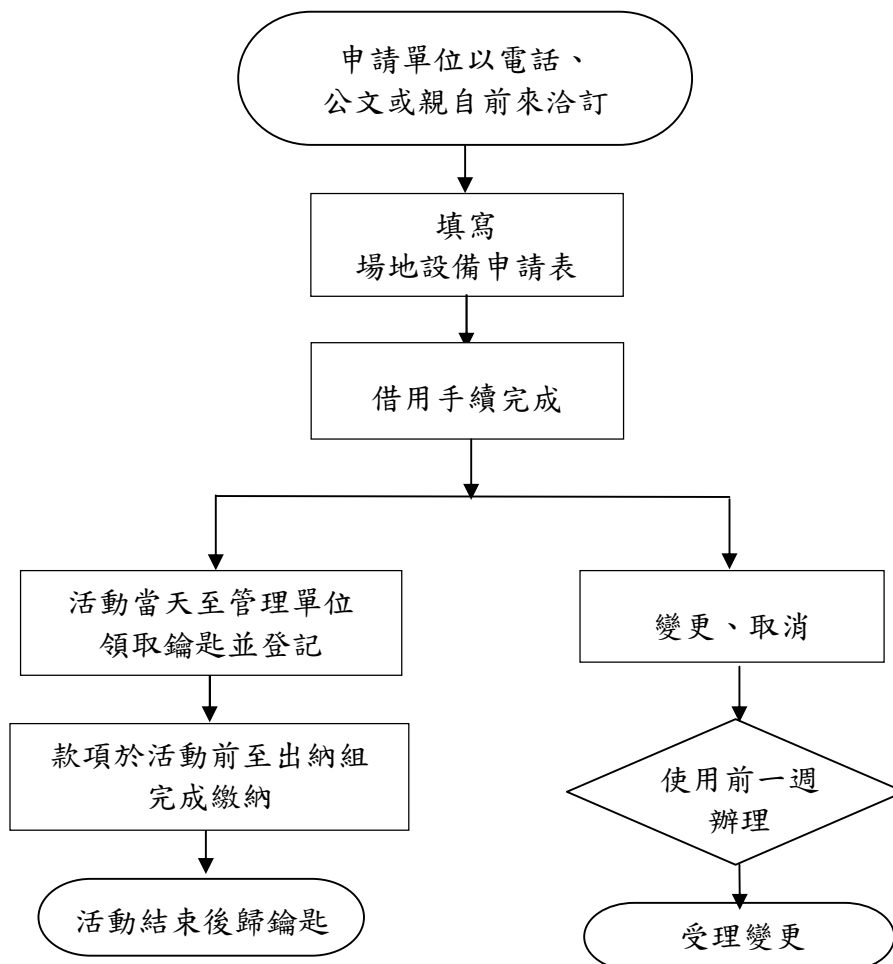 申請單位以電話、
公文或親自前來洽訂
填寫
場地設備申請表
借用手續完成
活動當天至管理單位
領取鑰匙並登記
變更、取消
款項於活動前至出納組
完成繳納
使用前一週
辦理
活動結束後歸鑰匙
受理變更